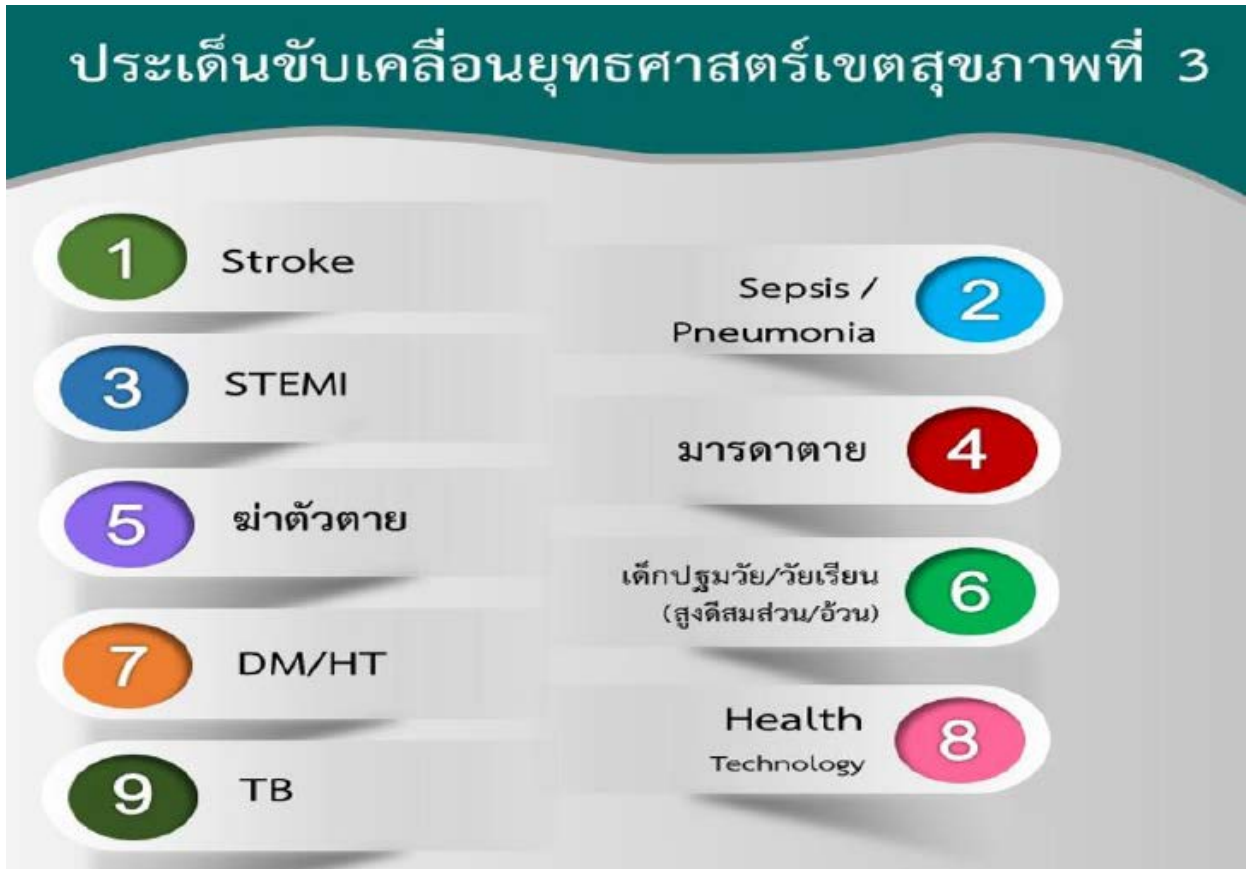 ประเด็นขับเคลื่อนยุทธศาสตร์เขตสุขภาพที่ 3
1 Stroke
Sepsis / 2
Pneumonia
3 STEMI
มารดาตาย 4
5 ฆ่าตัวตาย
เด็กปฐมวัย/วัยเรียน 6
(สูงดีสมส่วน/อ้วน)
7 DM/HT
Health 8
Technology
9 TB